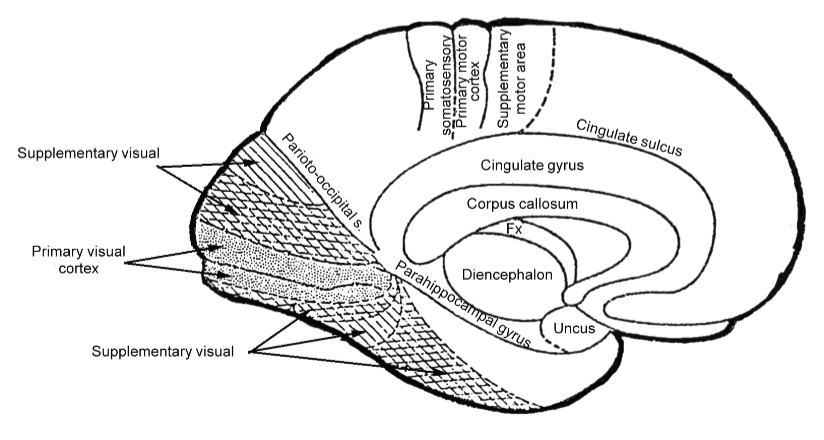 Primary
somatosensory
Primary motor
cortex
Supplementary
motor area
Cingulate sulcus
Supplementary visual
Parioto-occipital s.
Cingulate gyrus
Corpus callosum
Fx
Primary visual
cortex
Diencephalon
Parahippocampal gyrus
Uncus
Supplementary visual